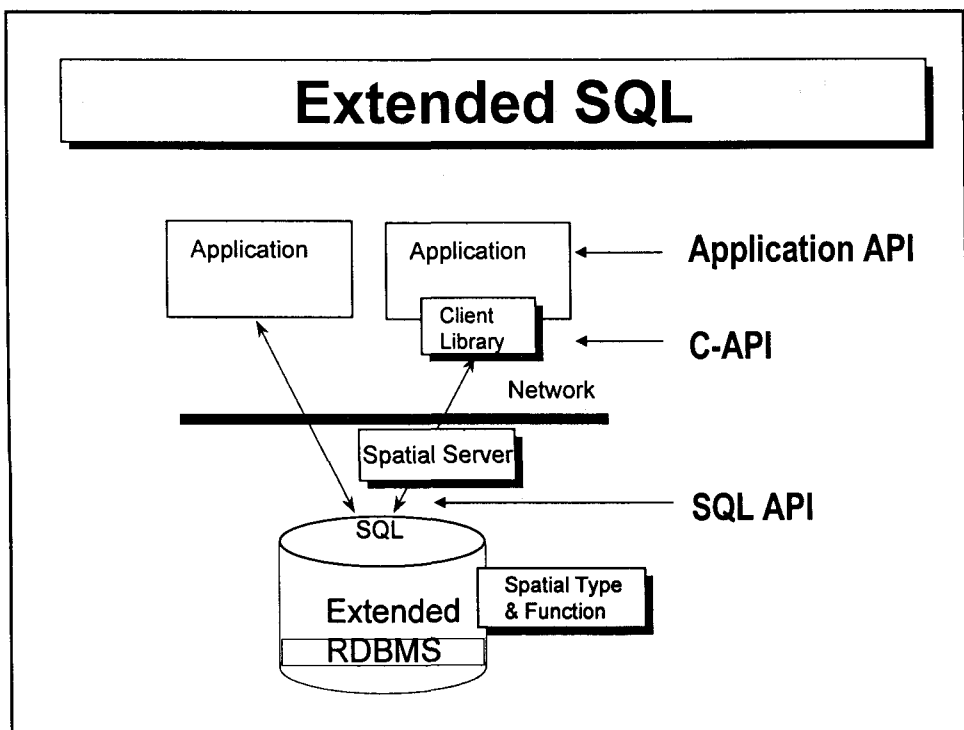 Extended SQL
Application
Application
Application API
Client
Library
C-API
Network
Spatial Server
SQL API
SQL
Spatial Type
& Function
Extended
RDBMS